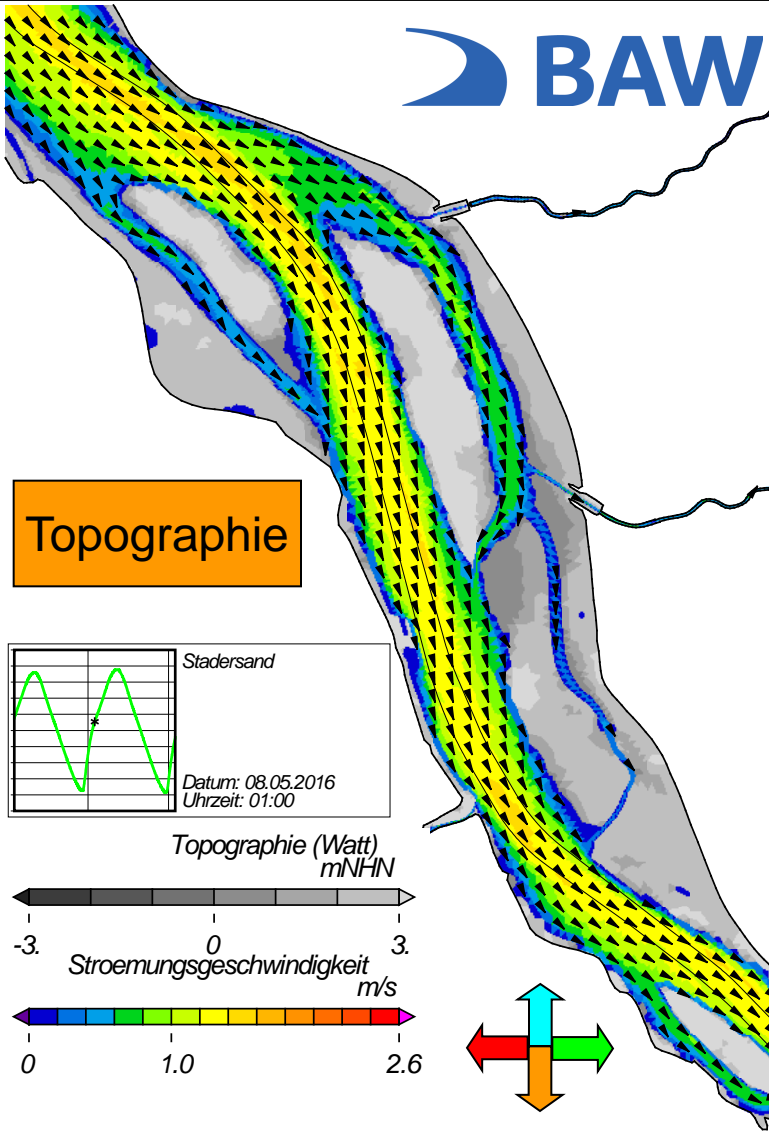 BAW
Topographie
Stadersand
Datum: 08.05.2016
Uhrzeit: 01:00
Topographie (Watt)
mNHN
-3. 0 3.
Stroemungsgeschwindigkeit
m/s
0 1.0 2.6